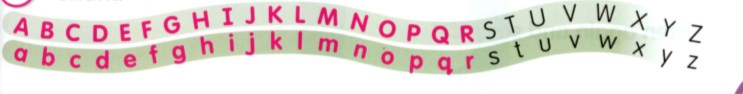 A B C D E F G H I J K L M N O P Q R S T U V W X Y Z
a b c d e f g h i j k l m n o p q r s t u v w x y z